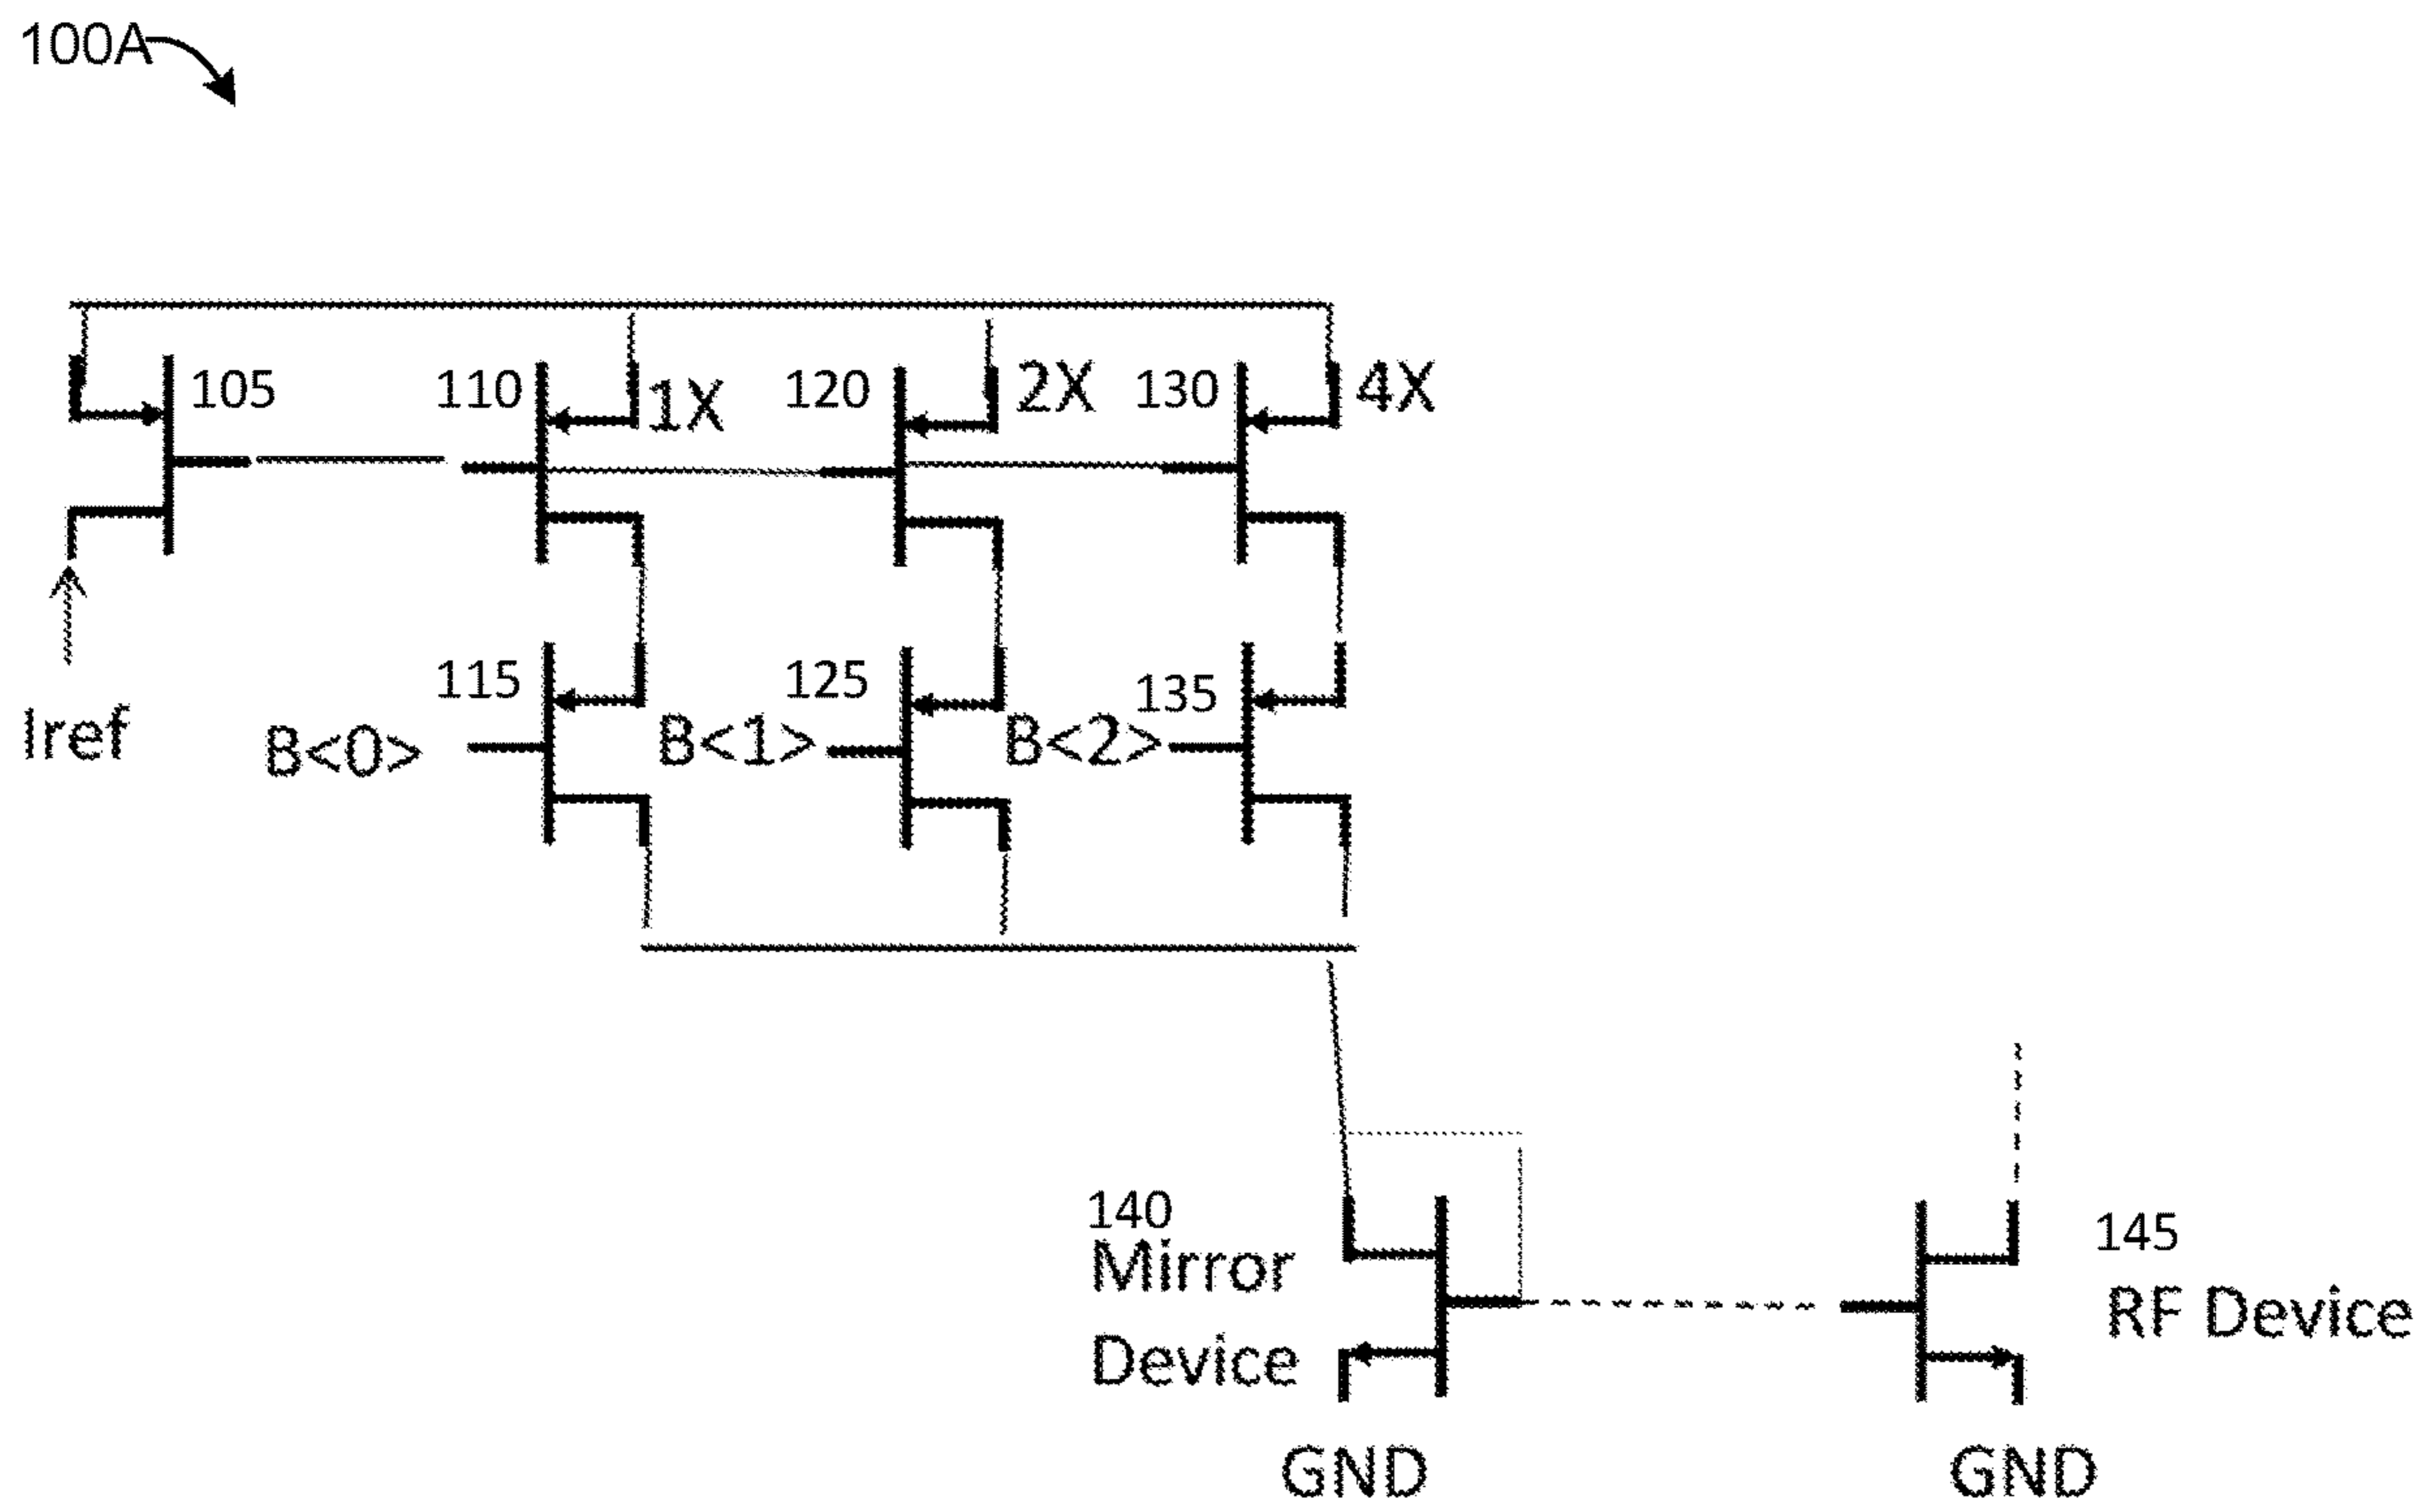 100A
105
110
1X
120
2X
130
4X
Iref
B<0>
115
B<1>
125
B<2>
135
140
Mirror
Device
GND
145
RF Device
GND